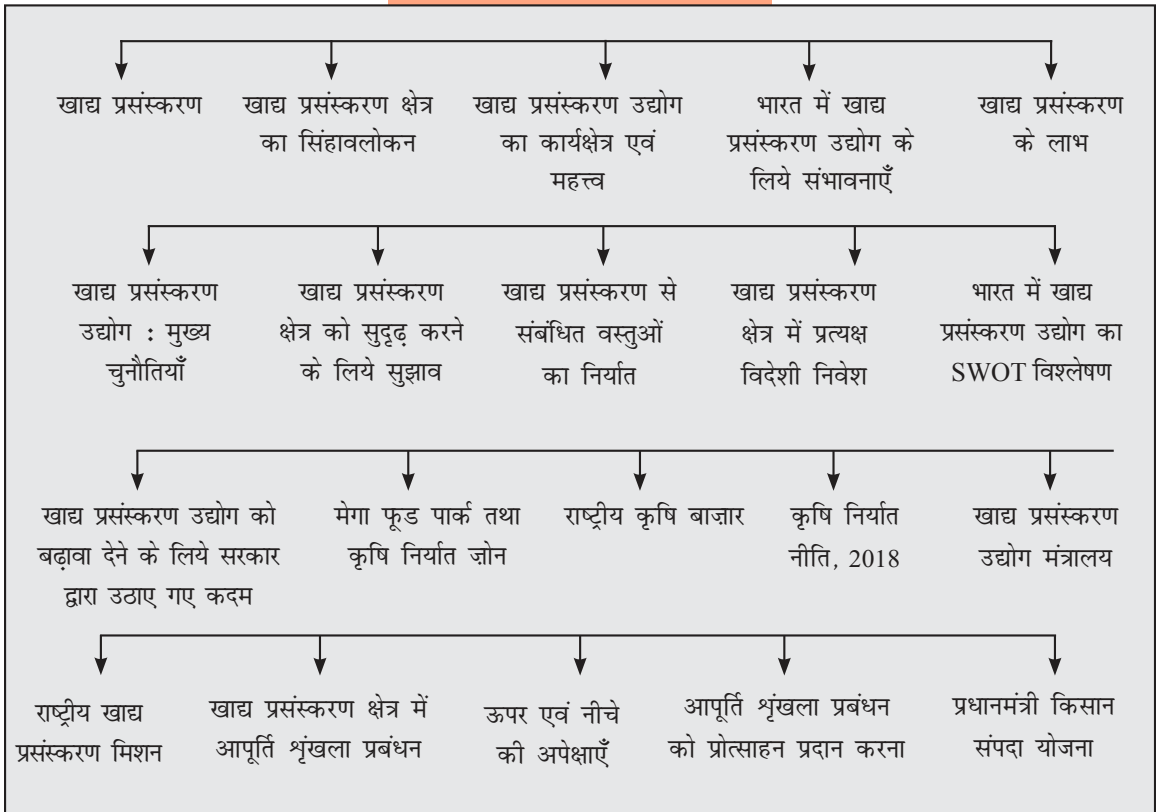 खाद्य प्रसंस्करण
खाद्य प्रसंस्करण क्षेत्र
का सिंहावलोकन
खाद्य प्रसंस्करण उद्योग
का कार्यक्षेत्र एवं
महत्त्व
भारत में खाद्य
प्रसंस्करण उद्योग के
लिये संभावनाएँ
खाद्य प्रसंस्करण
के लाभ
खाद्य प्रसंस्करण
उद्योग : मुख्य
चुनौतियाँ
खाद्य प्रसंस्करण
क्षेत्र को सुदृढ़ करने
के लिये सुझाव
खाद्य प्रसंस्करण से
संबंधित वस्तुओं
का निर्यात
खाद्य प्रसंस्करण
क्षेत्र में प्रत्यक्ष
विदेशी निवेश
भारत में खाद्य
प्रसंस्करण उद्योग का
SWOT विश्लेषण
खाद्य प्रसंस्करण उद्योग को
बढ़ावा देने के लिये सरकार
द्वारा उठाए गए कदम
मेगा फूड पार्क तथा
कृषि निर्यात ज़ोन
राष्ट्रीय कृषि बाज़ार
कृषि निर्यात
नीति, 2018
खाद्य प्रसंस्करण
उद्योग मंत्रालय
राष्ट्रीय खाद्य
प्रसंस्करण मिशन
खाद्य प्रसंस्करण क्षेत्र में
आपूर्ति शृंखला प्रबंधन
ऊपर एवं नीचे
की अपेक्षाएँ
आपूर्ति शृंखला प्रबंधन
को प्रोत्साहन प्रदान करना
प्रधानमंत्री किसान
संपदा योजना